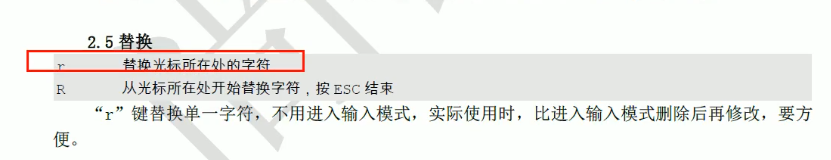 2.5 替换
r 替换光标所在处的字符
R 从光标所在处开始替换字符，按 ESC 结束
“r”键替换单一字符，不用进入输入模式，实际使用时，比进入输入模式删除后再修改，要方
便。